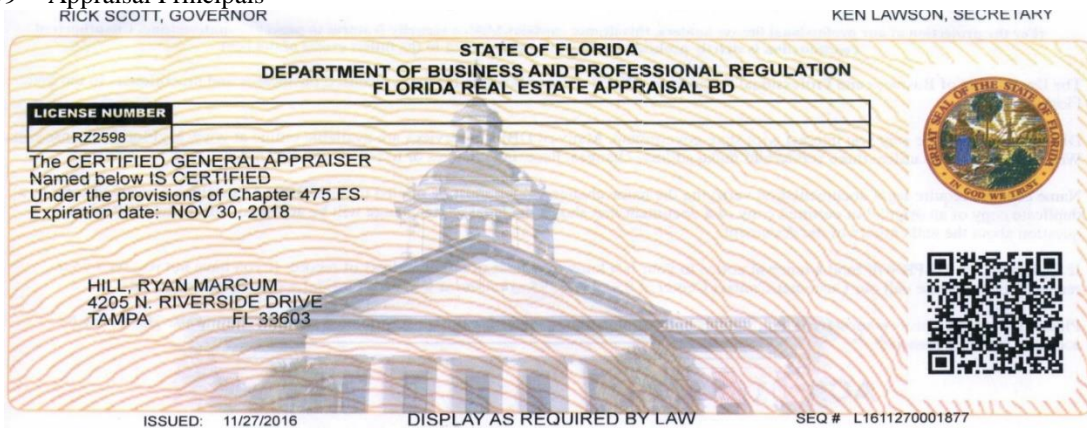 9 Appraisal Principals
RICK SCOTT, GOVERNOR KEN LAWSON, SECRETARY
STATE OF FLORIDA
DEPARTMENT OF BUSINESS AND PROFESSIONAL REGULATION
FLORIDA REAL ESTATE APPRAISAL BD
LICENSE NUMBER
RZ2598
The CERTIFIED GENERAL APPRAISER
Named below IS CERTIFIED
Under the provisions of Chapter 475 FS.
Expiration date: NOV 30, 2018
GREAT SEAL OF THE STATE OF FLORIDA
IN GOD WE TRUST
HILL, RYAN MARCUM
4205 N. RIVERSIDE DRIVE
TAMPA FL 33603
ISSUED: 11/27/2016 DISPLAY AS REQUIRED BY LAW SEQ # L1611270001877